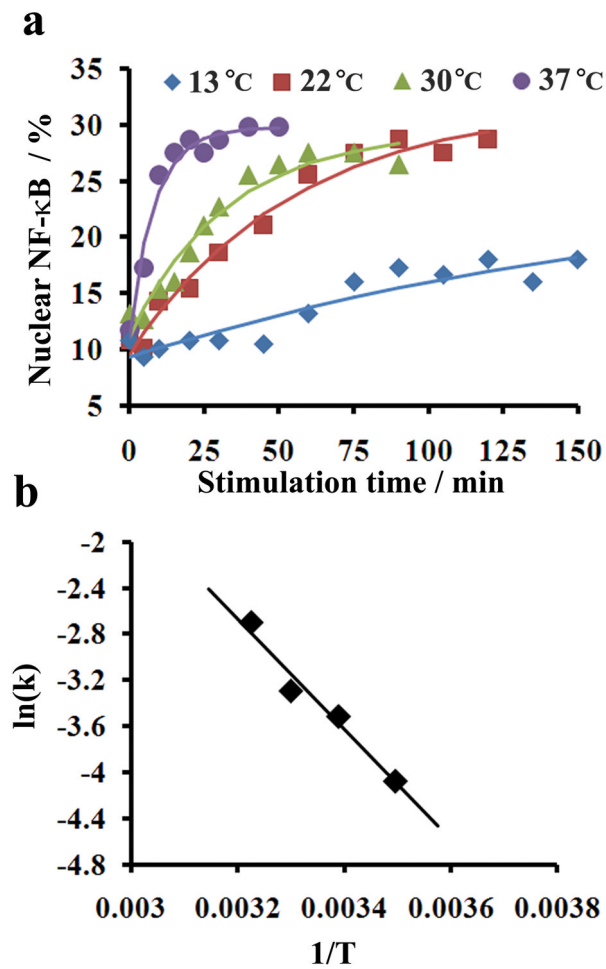 a
13 °C 22 °C 30 °C 37 °C
Nuclear NF-κB / %
35
30
25
20
15
10
5
0 25 50 75 100 125 150
Stimulation time / min
b
ln(k)
-2
-2.4
-2.8
-3.2
-3.6
-4
-4.4
-4.8
0.003 0.0032 0.0034 0.0036 0.0038
1/T